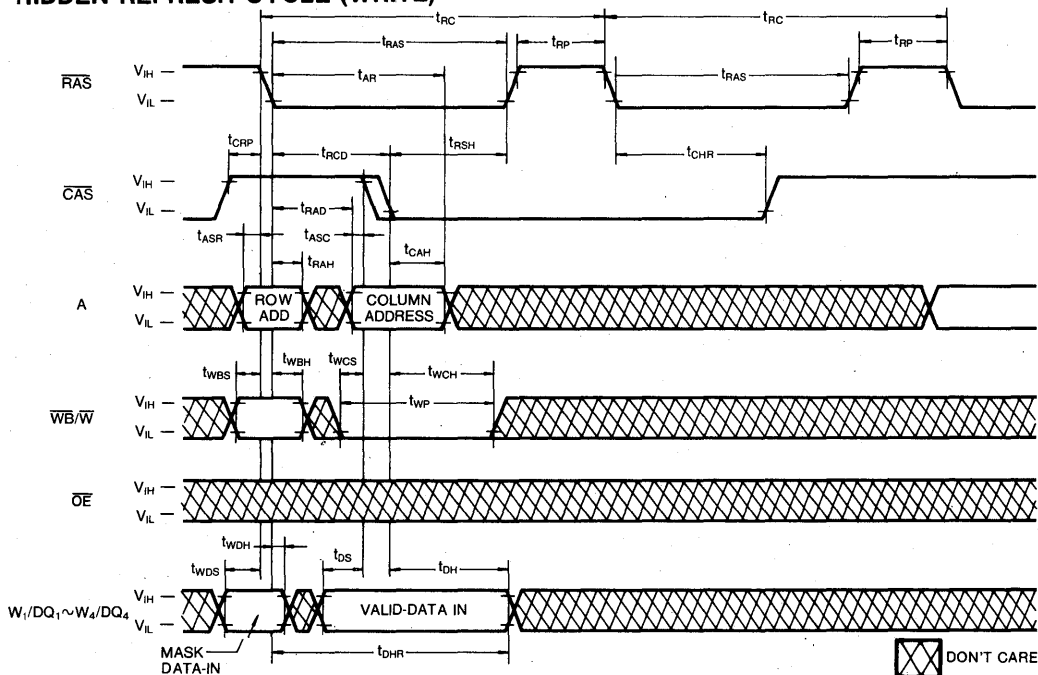 HIDDEN REFRESH CYCLE (WRITE)
tRC tRC
tRAS tRP tRP
RAS VIH — tAR tRAS
VIL —
tCRP tRCD tRSH tCHR
CAS VIH —
VIL — tRAD
tASR tASC tCAH
tRAH
A VIH — ROW ADD COLUMN ADDRESS
VIL —
tWBS tWBH tWCS tWCH
tWP
WB/W VIH —
VIL —
OE VIH —
VIL —
tWDS tWDH tDS tDH
W1/DQ1~W4/DQ4 VIH — VALID-DATA IN
VIL —
MASK DATA-IN tDHR
DON'T CARE